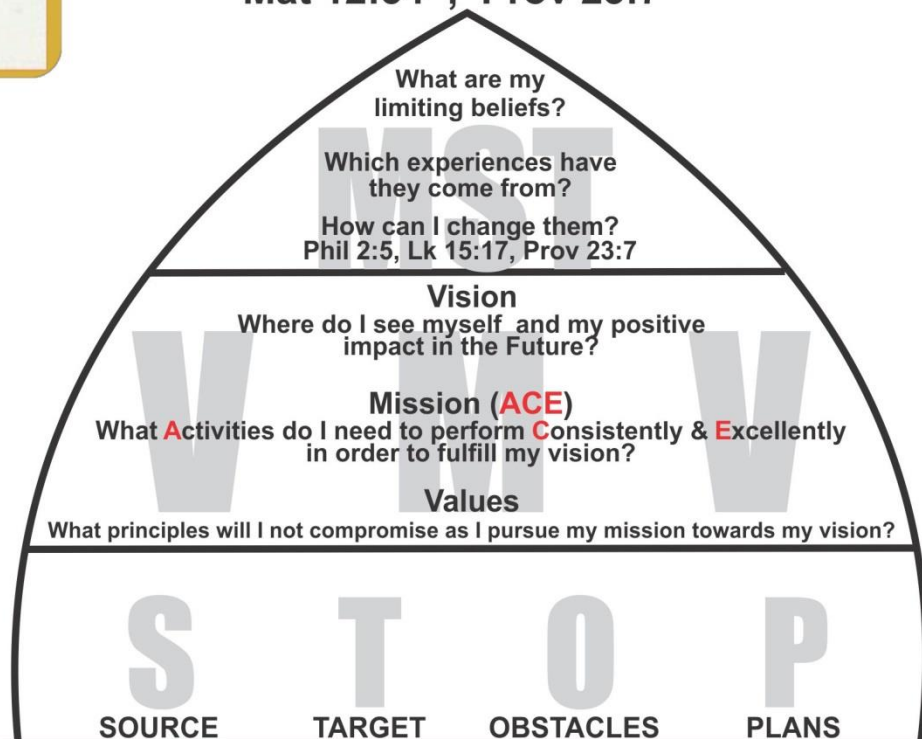 What are my
limiting beliefs?
MST
Which experiences have
they come from?
How can I change them?
Phil 2:5, Lk 15:17, Prov 23:7
Vision
Where do I see myself and my positive
impact in the Future?
V M V
Mission (ACE)
What Activities do I need to perform Consistently & Excellently
in order to fulfill my vision?
Values
What principles will I not compromise as I pursue my mission towards my vision?
S T O P
SOURCE TARGET OBSTACLES PLANS